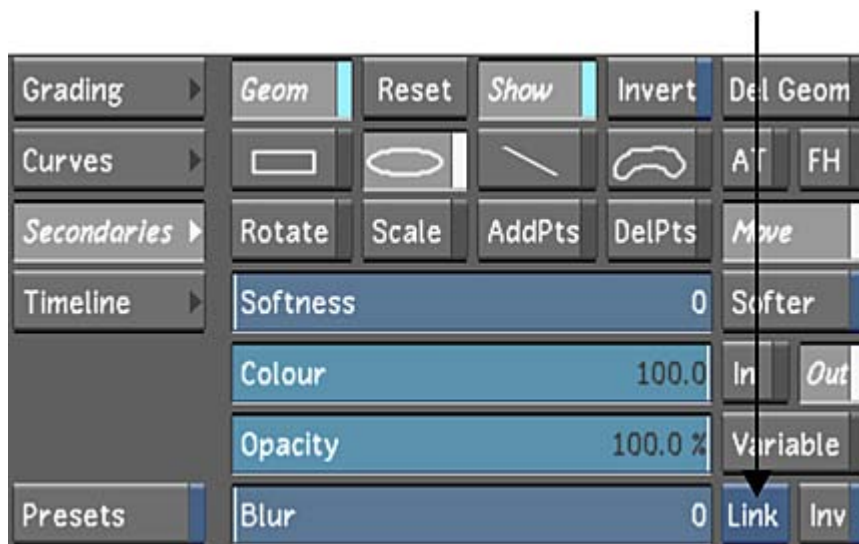 Grading Geom Reset Show Invert Del Geom
Curves AT FH
Secondaries Rotate Scale AddPts DelPts Move
Timeline Softness 0 Softer
Colour 100.0 In Out
Opacity 100.0 % Variable
Presets Blur 0 Link Inv